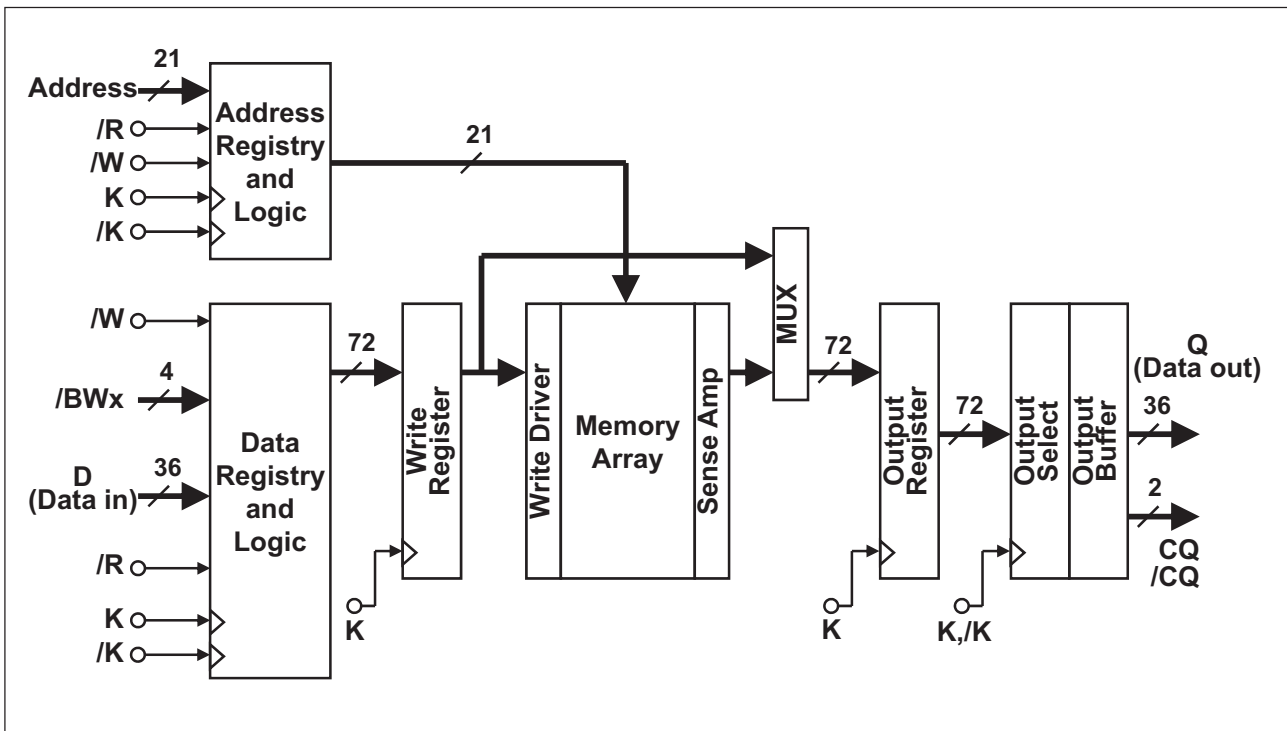 21
Address
/R
/W
K
/K
Address
Registry
and
Logic
21
/W
4
/BWx
36
D
(Data in)
/R
K
/K
Data
Registry
and
Logic
72
Write
Register
K
Write Driver
Memory
Array
Sense Amp
MUX
72
Output
Register
K
72
Output
Select
K,/K
Output
Buffer
Q
(Data out)
36
2
CQ
/CQ